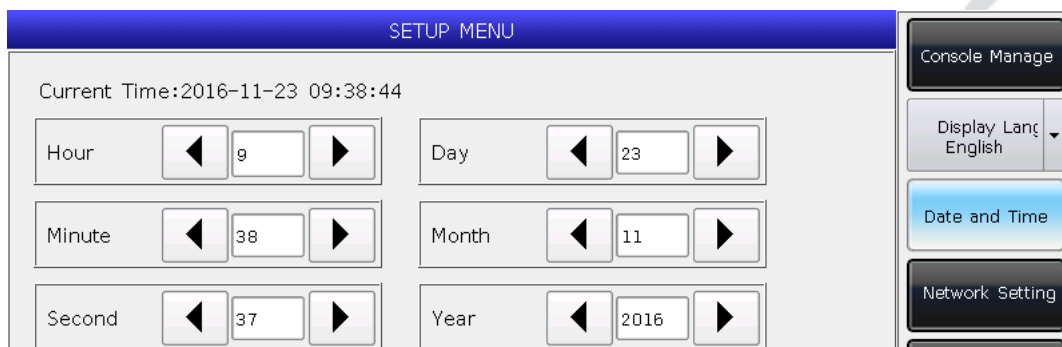 SETUP MENU
Current Time:2016-11-23 09:38:44
Hour 9
Day 23
Minute 38
Month 11
Second 37
Year 2016
Console Manage
Display Lang
English
Date and Time
Network Setting